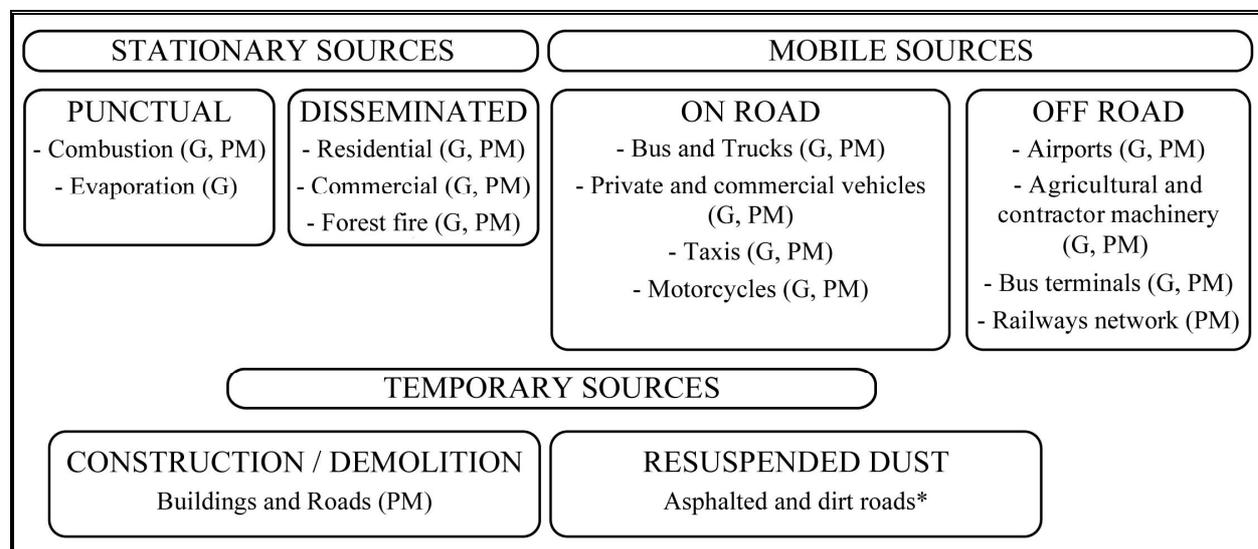 STATIONARY SOURCES
MOBILE SOURCES
PUNCTUAL
- Combustion (G, PM)
- Evaporation (G)
DISSEMINATED
- Residential (G, PM)
- Commercial (G, PM)
- Forest fire (G, PM)
ON ROAD
- Bus and Trucks (G, PM)
- Private and commercial vehicles
(G, PM)
- Taxis (G, PM)
- Motorcycles (G, PM)
OFF ROAD
- Airports (G, PM)
- Agricultural and
contractor machinery
(G, PM)
- Bus terminals (G, PM)
- Railways network (PM)
TEMPORARY SOURCES
CONSTRUCTION / DEMOLITION
Buildings and Roads (PM)
RESUSPENDED DUST
Asphalted and dirt roads*